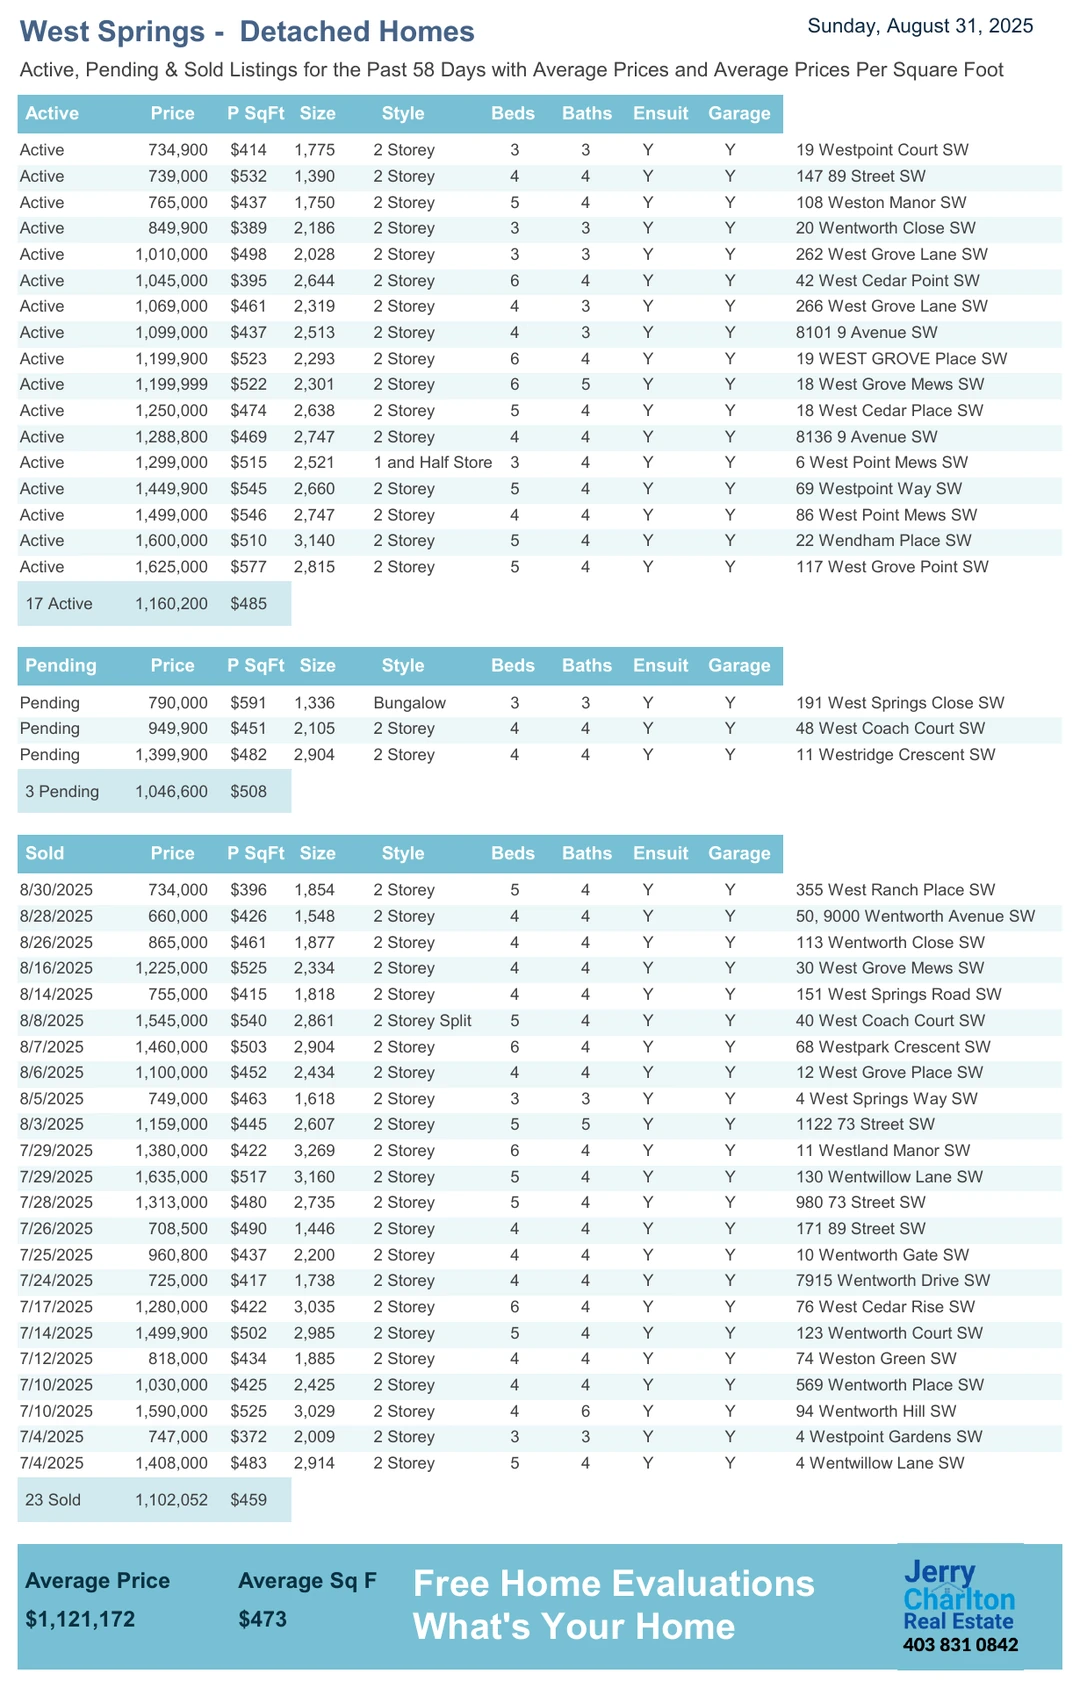 West Springs - Detached Homes
Sunday, August 31, 2025
Active, Pending & Sold Listings for the Past 58 Days with Average Prices and Average Prices Per Square Foot
Active Price P SqFt Size Style Beds Baths Ensuit Garage
Active 734,900 $414 1,775 2 Storey 3 3 Y Y 19 Westpoint Court SW
Active 739,000 $532 1,390 2 Storey 4 4 Y Y 147 89 Street SW
Active 765,000 $437 1,750 2 Storey 5 4 Y Y 108 Weston Manor SW
Active 849,900 $389 2,186 2 Storey 3 3 Y Y 20 Wentworth Close SW
Active 1,010,000 $498 2,028 2 Storey 3 3 Y Y 262 West Grove Lane SW
Active 1,045,000 $395 2,644 2 Storey 6 4 Y Y 42 West Cedar Point SW
Active 1,069,000 $461 2,319 2 Storey 4 3 Y Y 266 West Grove Lane SW
Active 1,099,000 $437 2,513 2 Storey 4 3 Y Y 8101 9 Avenue SW
Active 1,199,900 $523 2,293 2 Storey 6 4 Y Y 19 WEST GROVE Place SW
Active 1,199,999 $522 2,301 2 Storey 6 5 Y Y 18 West Grove Mews SW
Active 1,250,000 $474 2,638 2 Storey 5 4 Y Y 18 West Cedar Place SW
Active 1,288,800 $469 2,747 2 Storey 4 4 Y Y 8136 9 Avenue SW
Active 1,299,000 $515 2,521 1 and Half Store 3 4 Y Y 6 West Point Mews SW
Active 1,449,900 $545 2,660 2 Storey 5 4 Y Y 69 Westpoint Way SW
Active 1,499,000 $546 2,747 2 Storey 4 4 Y Y 86 West Point Mews SW
Active 1,600,000 $510 3,140 2 Storey 5 4 Y Y 22 Wendham Place SW
Active 1,625,000 $577 2,815 2 Storey 5 4 Y Y 117 West Grove Point SW
17 Active 1,160,200 $485
Pending Price P SqFt Size Style Beds Baths Ensuit Garage
Pending 790,000 $591 1,336 Bungalow 3 3 Y Y 191 West Springs Close SW
Pending 949,900 $451 2,105 2 Storey 4 4 Y Y 48 West Coach Court SW
Pending 1,399,900 $482 2,904 2 Storey 4 4 Y Y 11 Westridge Crescent SW
3 Pending 1,046,600 $508
Sold Price P SqFt Size Style Beds Baths Ensuit Garage
8/30/2025 734,000 $396 1,854 2 Storey 5 4 Y Y 355 West Ranch Place SW
8/28/2025 660,000 $426 1,548 2 Storey 4 4 Y Y 50, 9000 Wentworth Avenue SW
8/26/2025 865,000 $461 1,877 2 Storey 4 4 Y Y 113 Wentworth Close SW
8/16/2025 1,225,000 $525 2,334 2 Storey 4 4 Y Y 30 West Grove Mews SW
8/14/2025 755,000 $415 1,818 2 Storey 4 4 Y Y 151 West Springs Road SW
8/8/2025 1,545,000 $540 2,861 2 Storey Split 5 4 Y Y 40 West Coach Court SW
8/7/2025 1,460,000 $503 2,904 2 Storey 6 4 Y Y 68 Westpark Crescent SW
8/6/2025 1,100,000 $452 2,434 2 Storey 4 4 Y Y 12 West Grove Place SW
8/5/2025 749,000 $463 1,618 2 Storey 3 3 Y Y 4 West Springs Way SW
8/3/2025 1,159,000 $445 2,607 2 Storey 5 5 Y Y 1122 73 Street SW
7/29/2025 1,380,000 $422 3,269 2 Storey 6 4 Y Y 11 Westland Manor SW
7/29/2025 1,635,000 $517 3,160 2 Storey 5 4 Y Y 130 Wentwillow Lane SW
7/28/2025 1,313,000 $480 2,735 2 Storey 5 4 Y Y 980 73 Street SW
7/26/2025 708,500 $490 1,446 2 Storey 4 4 Y Y 171 89 Street SW
7/25/2025 960,800 $437 2,200 2 Storey 4 4 Y Y 10 Wentworth Gate SW
7/24/2025 725,000 $417 1,738 2 Storey 4 4 Y Y 7915 Wentworth Drive SW
7/17/2025 1,280,000 $422 3,035 2 Storey 6 4 Y Y 76 West Cedar Rise SW
7/14/2025 1,499,900 $502 2,985 2 Storey 5 4 Y Y 123 Wentworth Court SW
7/12/2025 818,000 $434 1,885 2 Storey 4 4 Y Y 74 Weston Green SW
7/10/2025 1,030,000 $425 2,425 2 Storey 4 4 Y Y 569 Wentworth Place SW
7/10/2025 1,590,000 $525 3,029 2 Storey 4 6 Y Y 94 Wentworth Hill SW
7/4/2025 747,000 $372 2,009 2 Storey 3 3 Y Y 4 Westpoint Gardens SW
7/4/2025 1,408,000 $483 2,914 2 Storey 5 4 Y Y 4 Wentwillow Lane SW
23 Sold 1,102,052 $459
Average Price Average Sq F
$1,121,172 $473
Free Home Evaluations
What's Your Home
Jerry
Charlton
Real Estate
403 831 0842